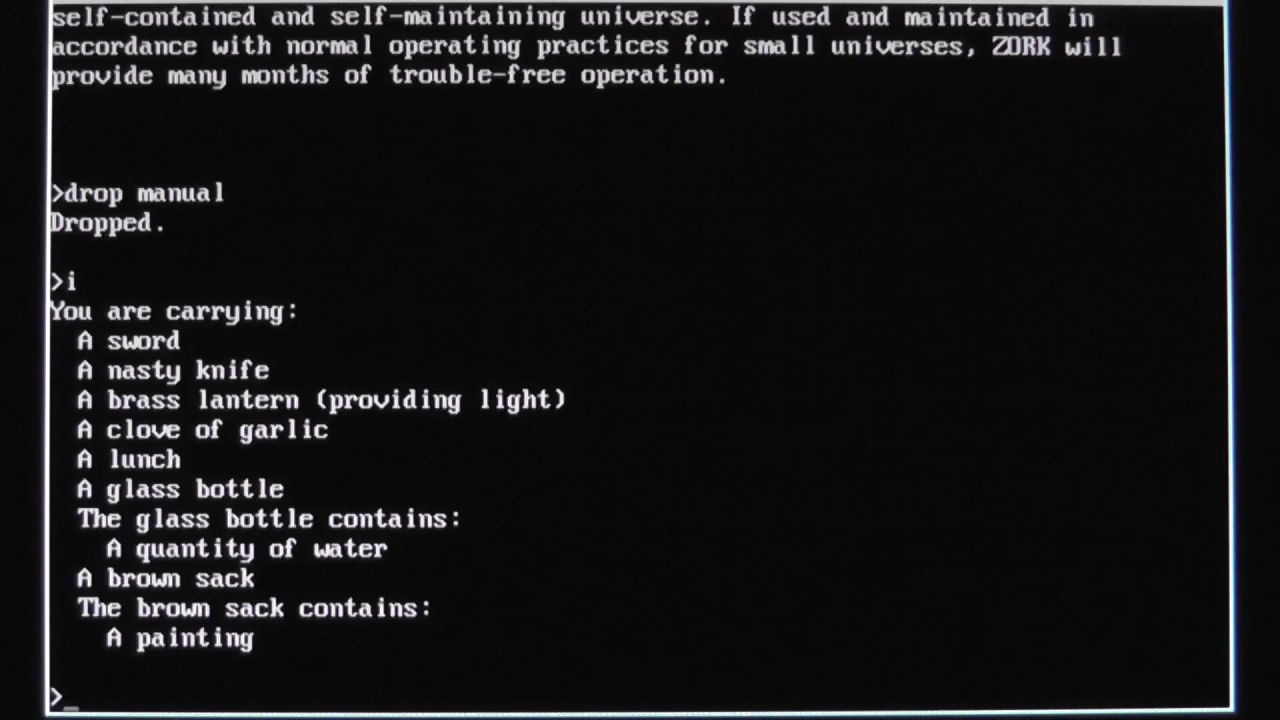 self-contained and self-maintaining universe. If used and maintained in
accordance with normal operating practices for small universes, ZORK will
provide many months of trouble-free operation.
>drop manual
Dropped.
>i
You are carrying:
A sword
A nasty knife
A brass lantern (providing light)
A clove of garlic
A lunch
A glass bottle
The glass bottle contains:
A quantity of water
A brown sack
The brown sack contains:
A painting
>_